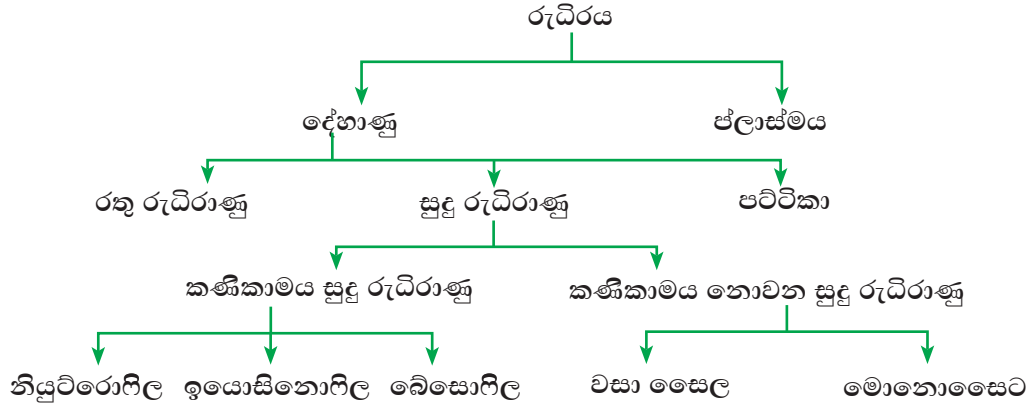 රුධිරය
දේහාණු ප්ලාස්මය
රතු රුධිරාණු සුදු රුධිරාණු පට්ටිකා
කණිකාමය සුදු රුධිරාණු කණිකාමය නොවන සුදු රුධිරාණු
නියුට්රොෆිල ඉයොසිනොෆිල බේසොෆිල වසා සෛල මොනොසෛට